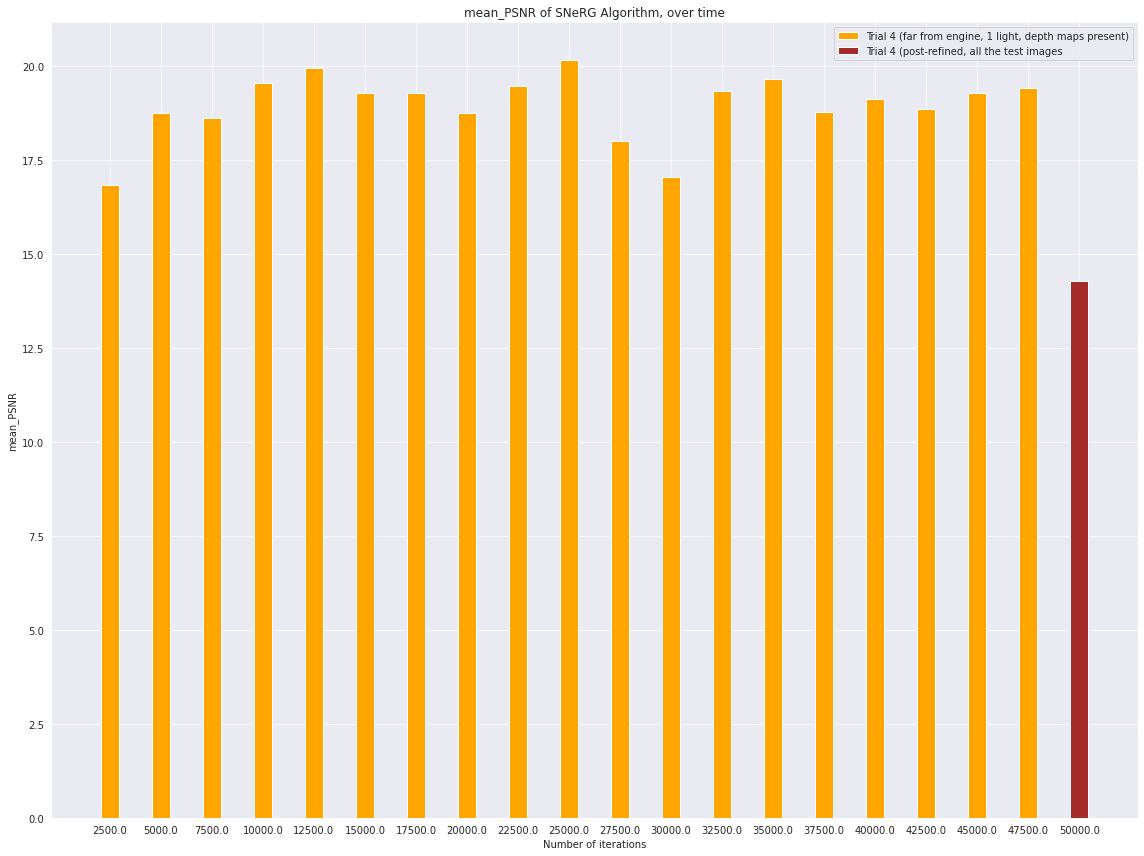 mean_PSNR of SNeRG Algorithm, over time
Trial 4 (far from engine, 1 light, depth maps present)
Trial 4 (post-refined, all the test images
20.0
17.5
15.0
12.5
10.0
7.5
5.0
2.5
0.0
mean_PSNR
2500.0 5000.0 7500.0 10000.0 12500.0 15000.0 17500.0 20000.0 22500.0 25000.0 27500.0 30000.0 32500.0 35000.0 37500.0 40000.0 42500.0 45000.0 47500.0 50000.0
Number of iterations